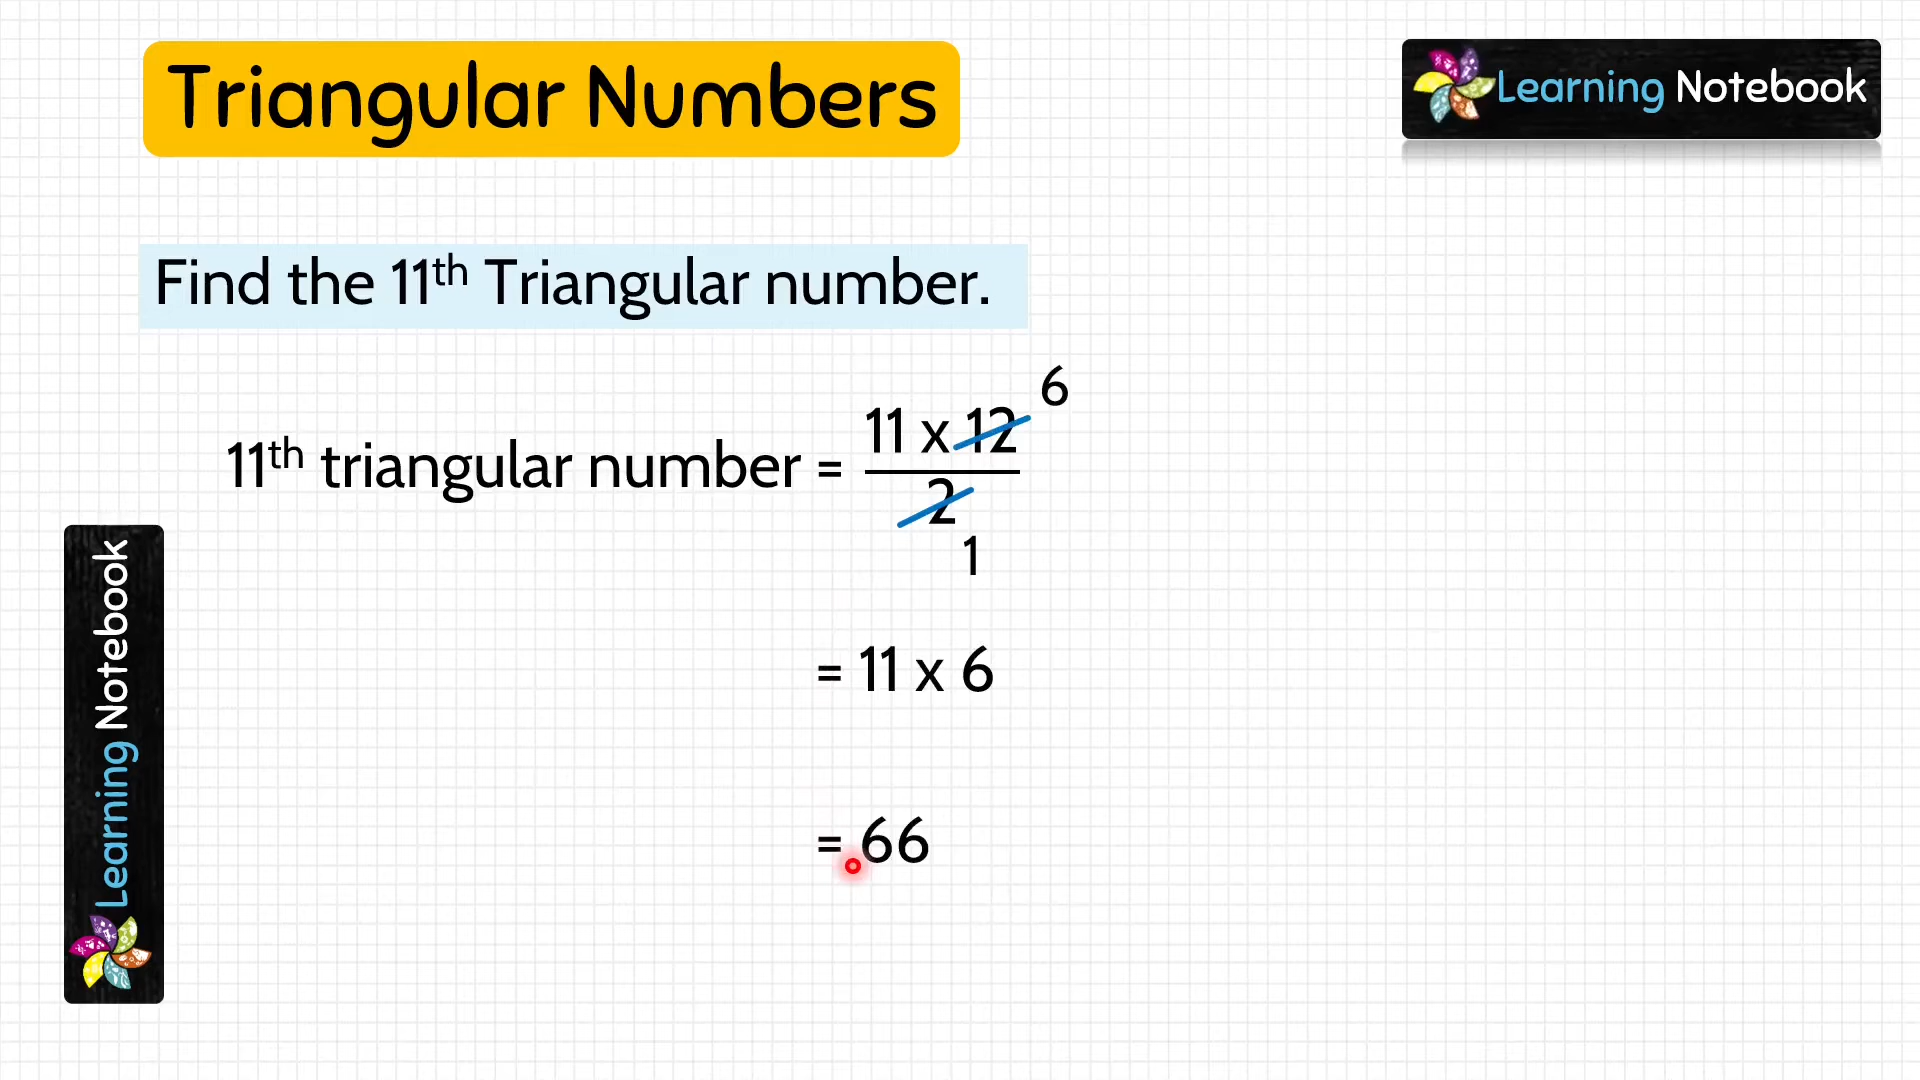 Triangular Numbers
Learning Notebook
Find the 11th Triangular number.
11th triangular number = 11 x 12 / 2
6
1
= 11 x 6
= 66
Learning Notebook